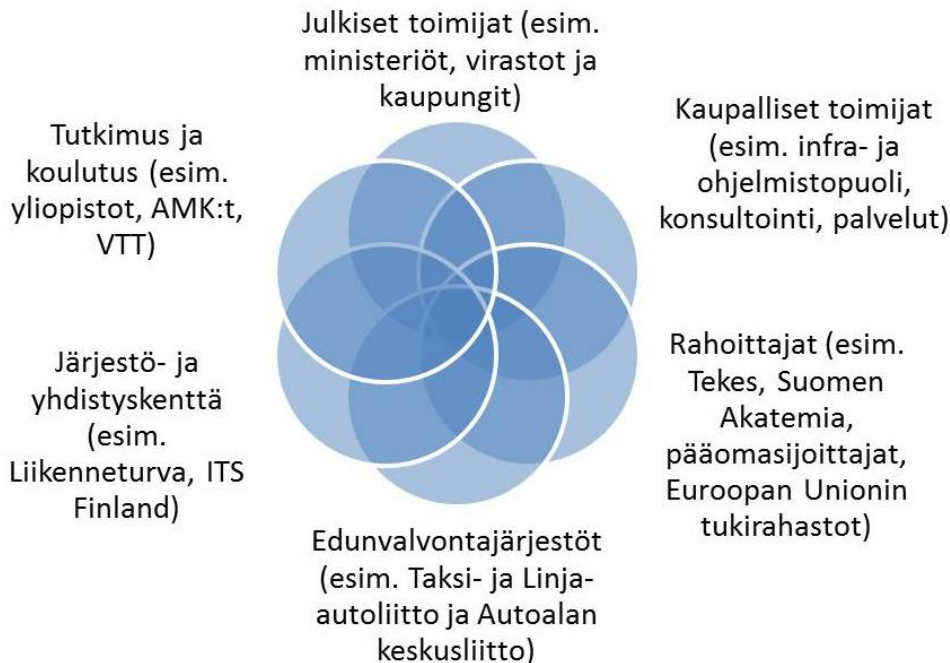 Julkiset toimijat (esim.
ministeriöt, virastot ja
kaupungit)
Kaupalliset toimijat
(esim. infra- ja
ohjelmistopuoli,
konsultointi, palvelut)
Rahoittajat (esim.
Tekes, Suomen
Akatemia,
pääomasijoittajat,
Euroopan Unionin
tukirahastot)
Edunvalvontajärjestöt
(esim. Taksi- ja Linja-
autoliitto ja Autoalan
keskusliitto)
Järjestö- ja
yhdistyskenttä
(esim.
Liikenneturva, ITS
Finland)
Tutkimus ja
koulutus (esim.
yliopistot, AMK:t,
VTT)